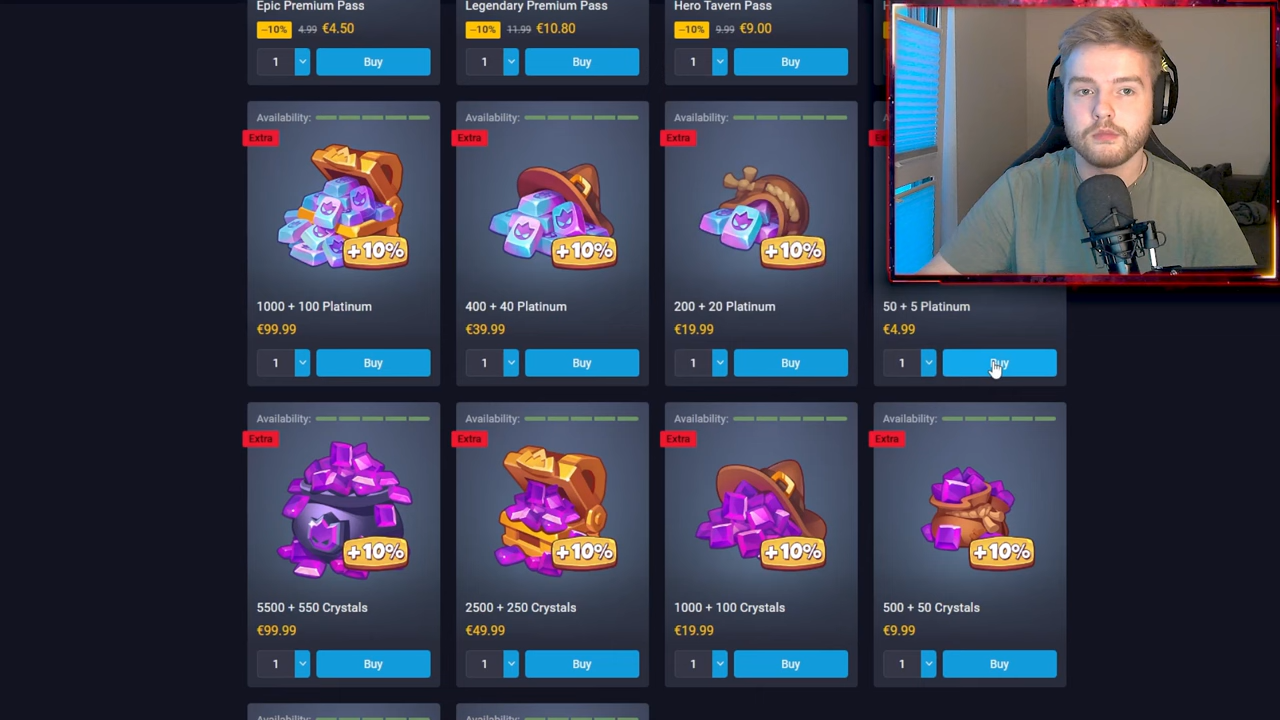 Epic Premium Pass
–10% 4.99 €4.50
1 Buy
Legendary Premium Pass
–10% 11.99 €10.80
1 Buy
Hero Tavern Pass
–10% 9.99 €9.00
1 Buy
Availability:
Extra
+10%
1000 + 100 Platinum
€99.99
1 Buy
Availability:
Extra
+10%
400 + 40 Platinum
€39.99
1 Buy
Availability:
Extra
+10%
200 + 20 Platinum
€19.99
1 Buy
50 + 5 Platinum
€4.99
1 Buy
Availability:
Extra
+10%
5500 + 550 Crystals
€99.99
1 Buy
Availability:
Extra
+10%
2500 + 250 Crystals
€49.99
1 Buy
Availability:
Extra
+10%
1000 + 100 Crystals
€19.99
1 Buy
Availability:
Extra
+10%
500 + 50 Crystals
€9.99
1 Buy
Availability:
Availability: